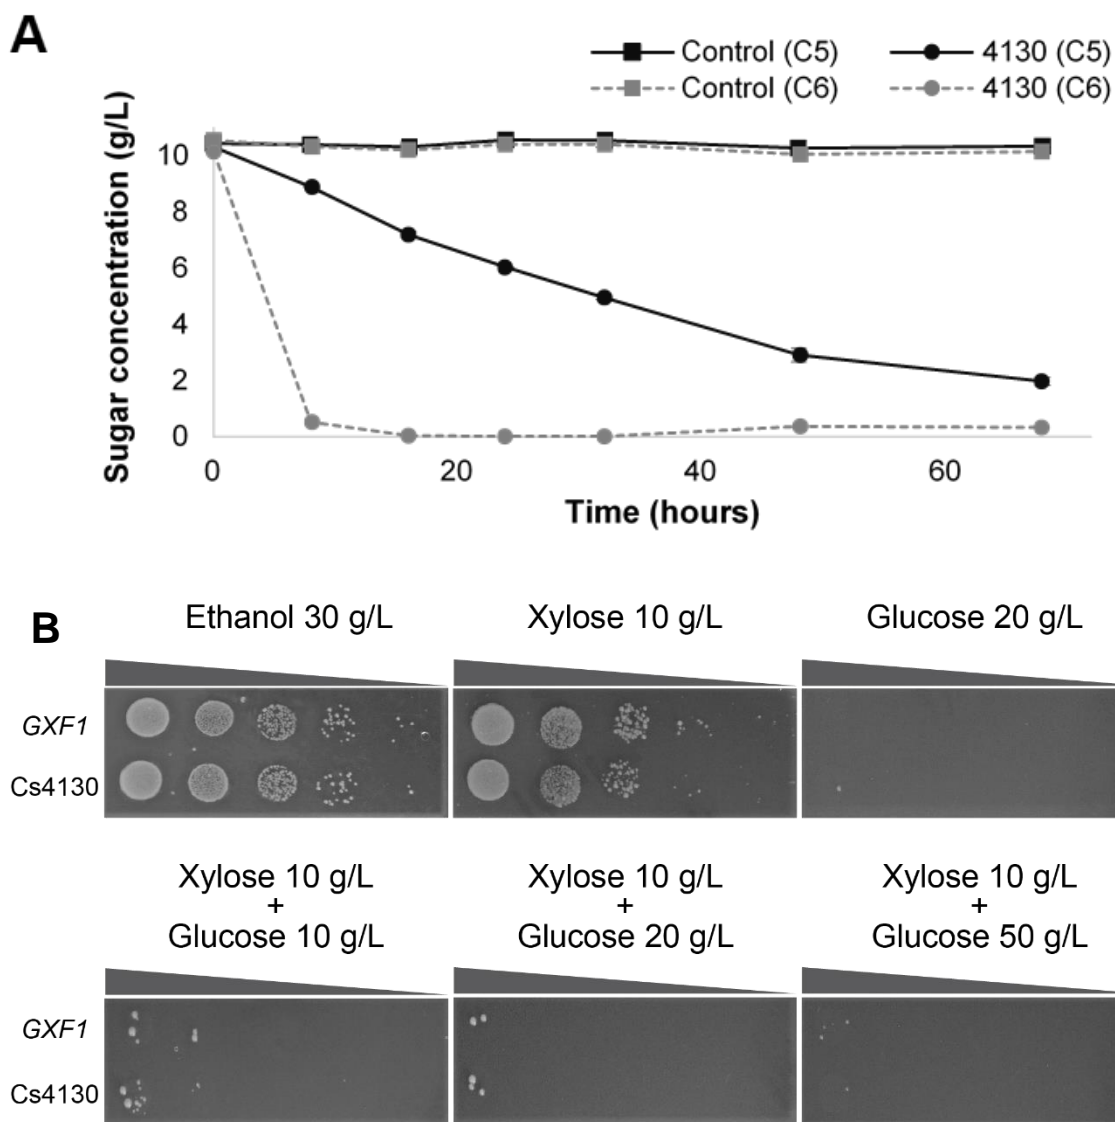 A
Control (C5) 4130 (C5)
Control (C6) 4130 (C6)
Sugar concentration (g/L)
10
8
6
4
2
0
0 20 40 60
Time (hours)
B
Ethanol 30 g/L Xylose 10 g/L Glucose 20 g/L
GXF1
Cs4130
Xylose 10 g/L Xylose 10 g/L Xylose 10 g/L
+ + +
Glucose 10 g/L Glucose 20 g/L Glucose 50 g/L
GXF1
Cs4130